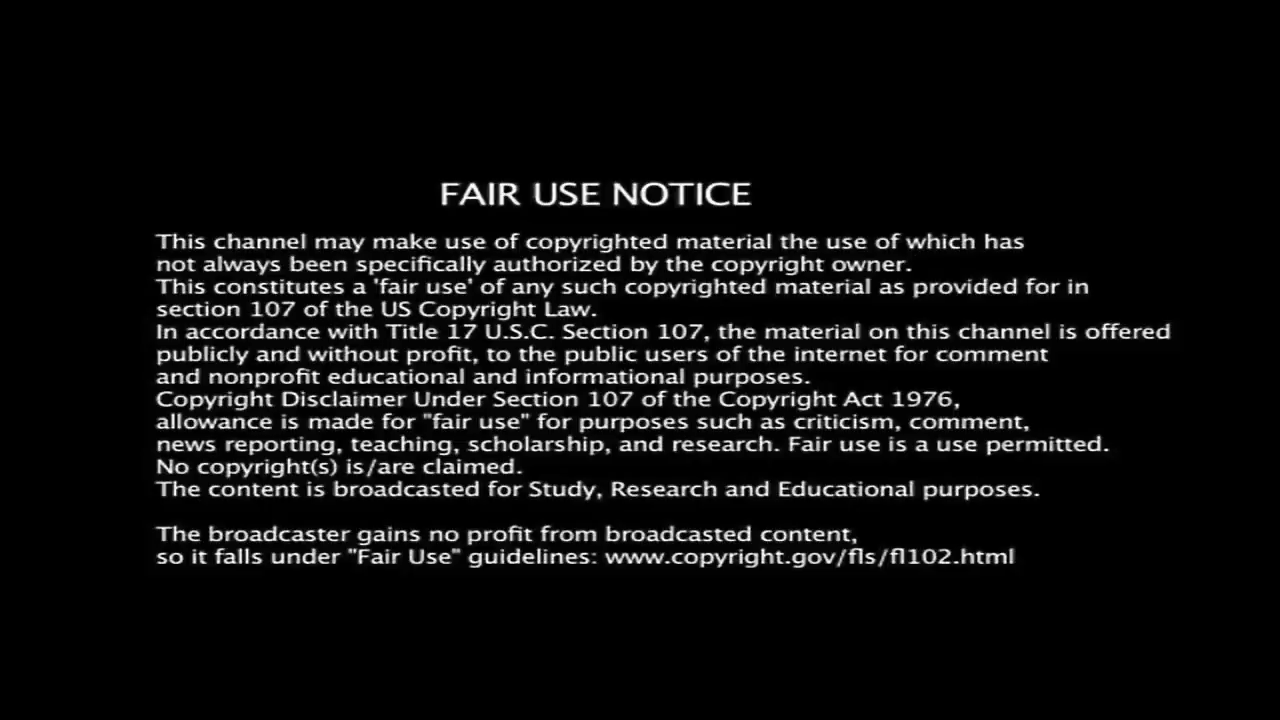 FAIR USE NOTICE
This channel may make use of copyrighted material the use of which has
not always been specifically authorized by the copyright owner.
This constitutes a 'fair use' of any such copyrighted material as provided for in
section 107 of the US Copyright Law.
In accordance with Title 17 U.S.C. Section 107, the material on this channel is offered
publicly and without profit, to the public users of the internet for comment
and nonprofit educational and informational purposes.
Copyright Disclaimer Under Section 107 of the Copyright Act 1976,
allowance is made for "fair use" for purposes such as criticism, comment,
news reporting, teaching, scholarship, and research. Fair use is a use permitted.
No copyright(s) is/are claimed.
The content is broadcasted for Study, Research and Educational purposes.
The broadcaster gains no profit from broadcasted content,
so it falls under "Fair Use" guidelines: www.copyright.gov/fls/fl102.html